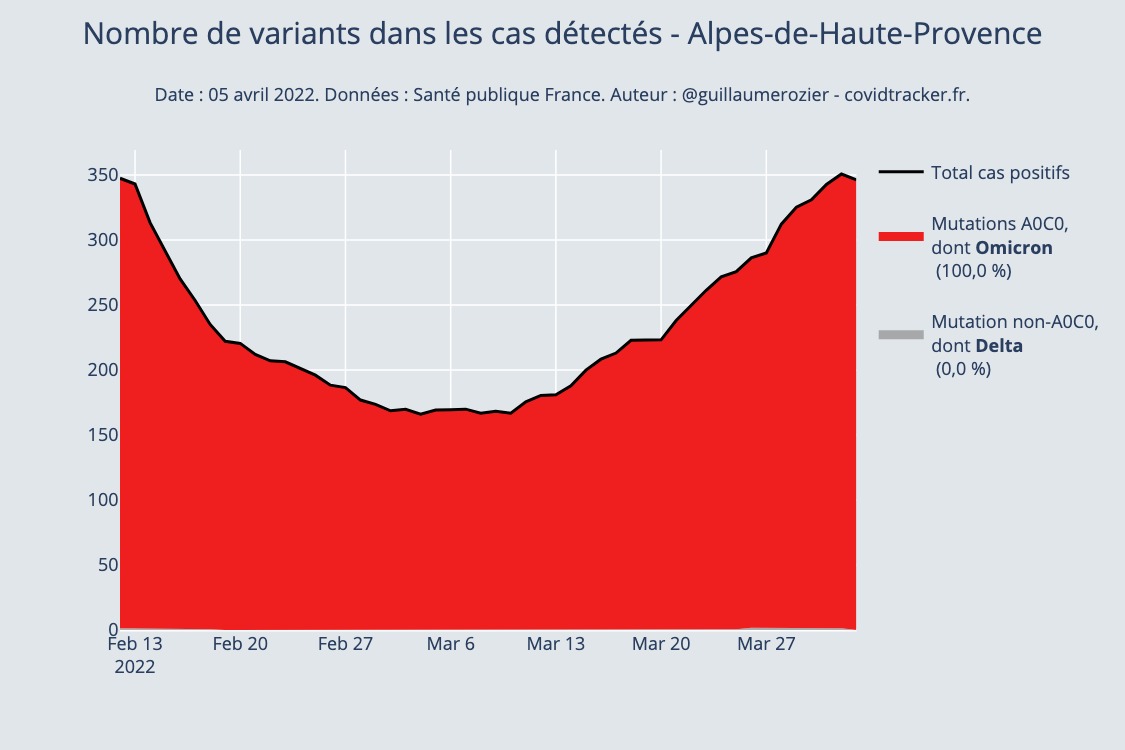 Nombre de variants dans les cas détectés - Alpes-de-Haute-Provence
Date : 05 avril 2022. Données : Santé publique France. Auteur : @guillaumerozier - covidtracker.fr.
350
300
250
200
150
100
50
0
Feb 13
2022
Feb 20
Feb 27
Mar 6
Mar 13
Mar 20
Mar 27
Total cas positifs
Mutations A0C0,
dont Omicron
(100,0 %)
Mutation non-A0C0,
dont Delta
(0,0 %)